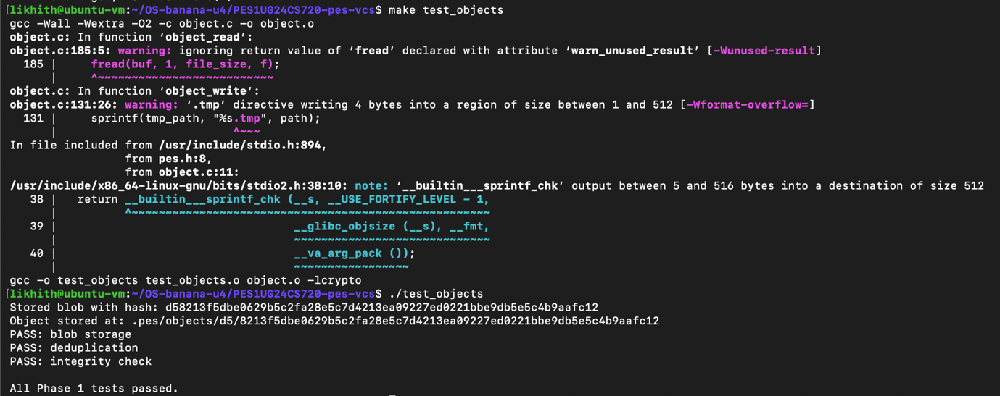 [likhith@ubuntu-vm:~/OS-banana-u4/PES1UG24CS720-pes-vcs$ make test_objects
gcc -Wall -Wextra -O2 -c object.c -o object.o
object.c: In function ‘object_read’:
object.c:185:5: warning: ignoring return value of ‘fread’ declared with attribute ‘warn_unused_result’ [-Wunused-result]
  185 |     fread(buf, 1, file_size, f);
      |     ^~~~~~~~~~~~~~~~~~~~~~~~~~~
object.c: In function ‘object_write’:
object.c:131:26: warning: ‘.tmp’ directive writing 4 bytes into a region of size between 1 and 512 [-Wformat-overflow=]
  131 |     sprintf(tmp_path, "%s.tmp", path);
      |                          ^~~~
In file included from /usr/include/stdio.h:894,
                 from pes.h:8,
                 from object.c:11:
/usr/include/x86_64-linux-gnu/bits/stdio2.h:38:10: note: ‘__builtin___sprintf_chk’ output between 5 and 516 bytes into a destination of size 512
   38 |   return __builtin___sprintf_chk (__s, __USE_FORTIFY_LEVEL - 1,
      |          ^~~~~~~~~~~~~~~~~~~~~~~~~~~~~~~~~~~~~~~~~~~~~~~~~~~~~~
   39 |                                   __glibc_objsize (__s), __fmt,
      |                                   ~~~~~~~~~~~~~~~~~~~~~~~~~~~~~
   40 |                                   __va_arg_pack ());
      |                                   ~~~~~~~~~~~~~~~~~
gcc -o test_objects test_objects.o object.o -lcrypto
[likhith@ubuntu-vm:~/OS-banana-u4/PES1UG24CS720-pes-vcs$ ./test_objects
Stored blob with hash: d58213f5dbe0629b5c2fa28e5c7d4213ea09227ed0221bbe9db5e5c4b9aafc12
Object stored at: .pes/objects/d5/8213f5dbe0629b5c2fa28e5c7d4213ea09227ed0221bbe9db5e5c4b9aafc12
PASS: blob storage
PASS: deduplication
PASS: integrity check

All Phase 1 tests passed.